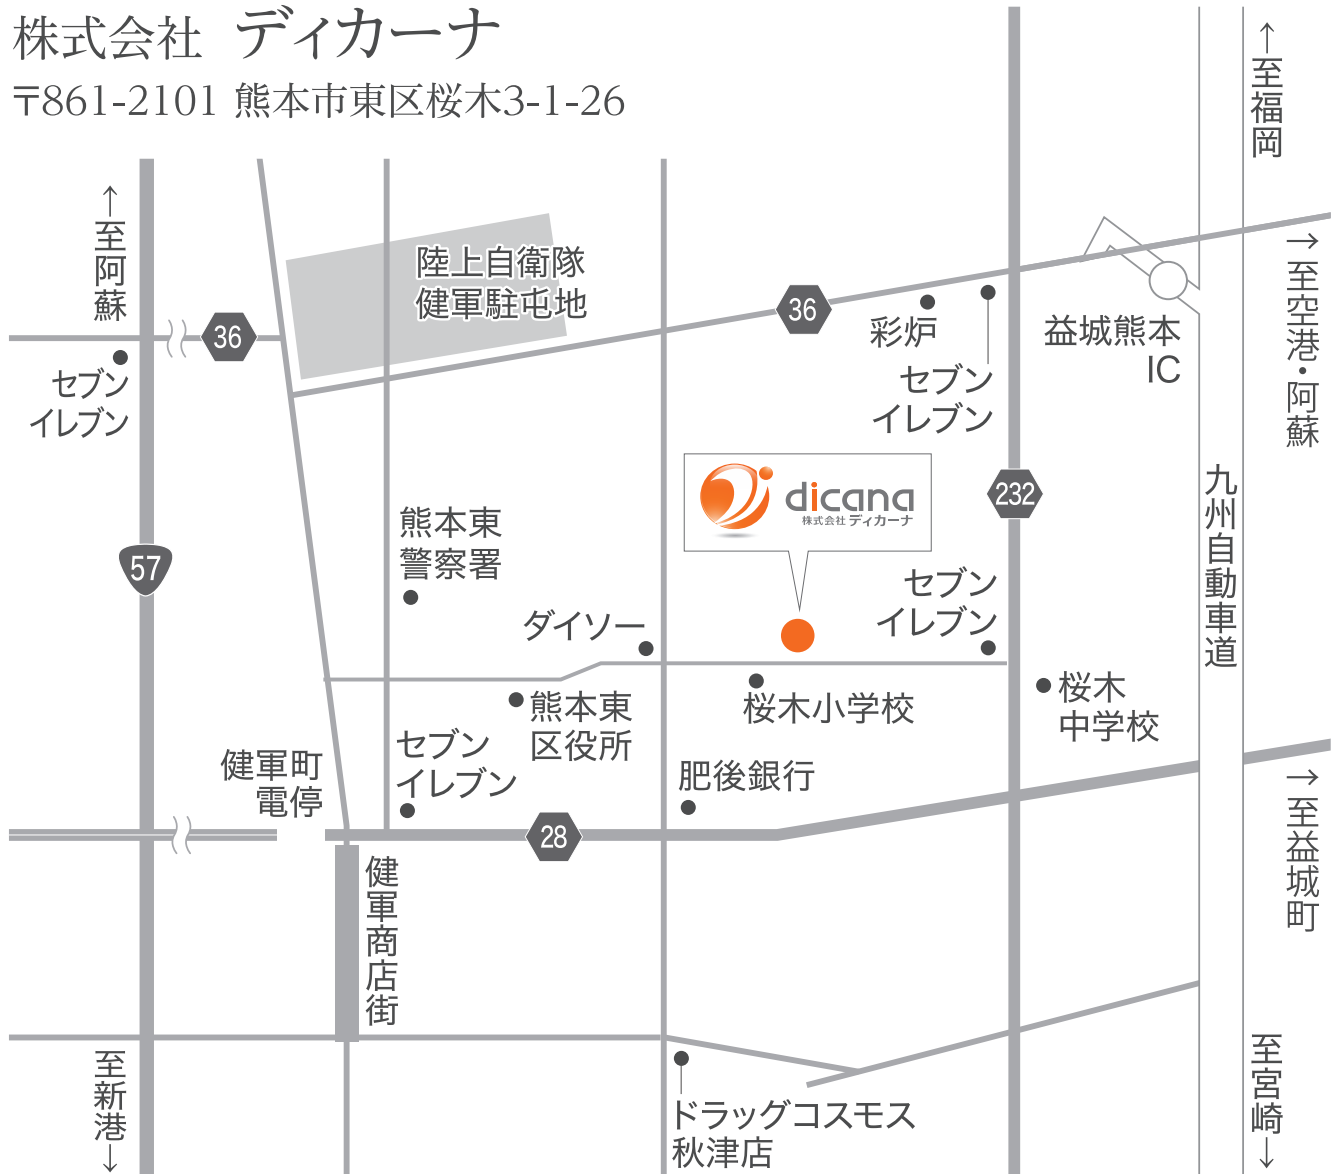 株式会社 ディカーナ
〒861-2101 熊本市東区桜木3-1-26
↑至福岡
↑至阿蘇
陸上自衛隊
健軍駐屯地
36
36
彩炉
セブン
イレブン
セブン
イレブン
益城熊本
IC
→至空港・阿蘇
dicana
株式会社 ディカーナ
232
九州自動車道
熊本東
警察署
57
セブン
イレブン
ダイソー
桜木小学校
桜木
中学校
熊本東
区役所
セブン
イレブン
健軍町
電停
肥後銀行
28
→至益城町
健軍商店街
至新港↓
ドラッグコスモス
秋津店
至宮崎↓